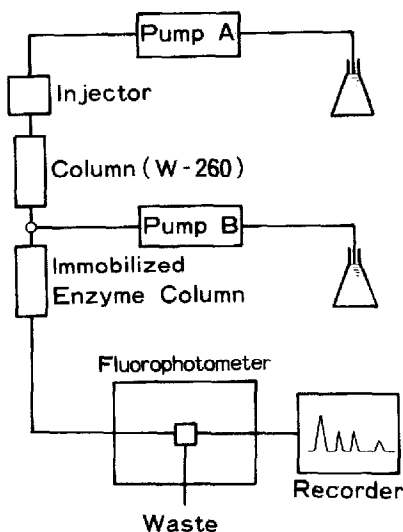 Pump A
Injector
Column (W-260)
Pump B
Immobilized
Enzyme Column
Fluorophotometer
Recorder
Waste